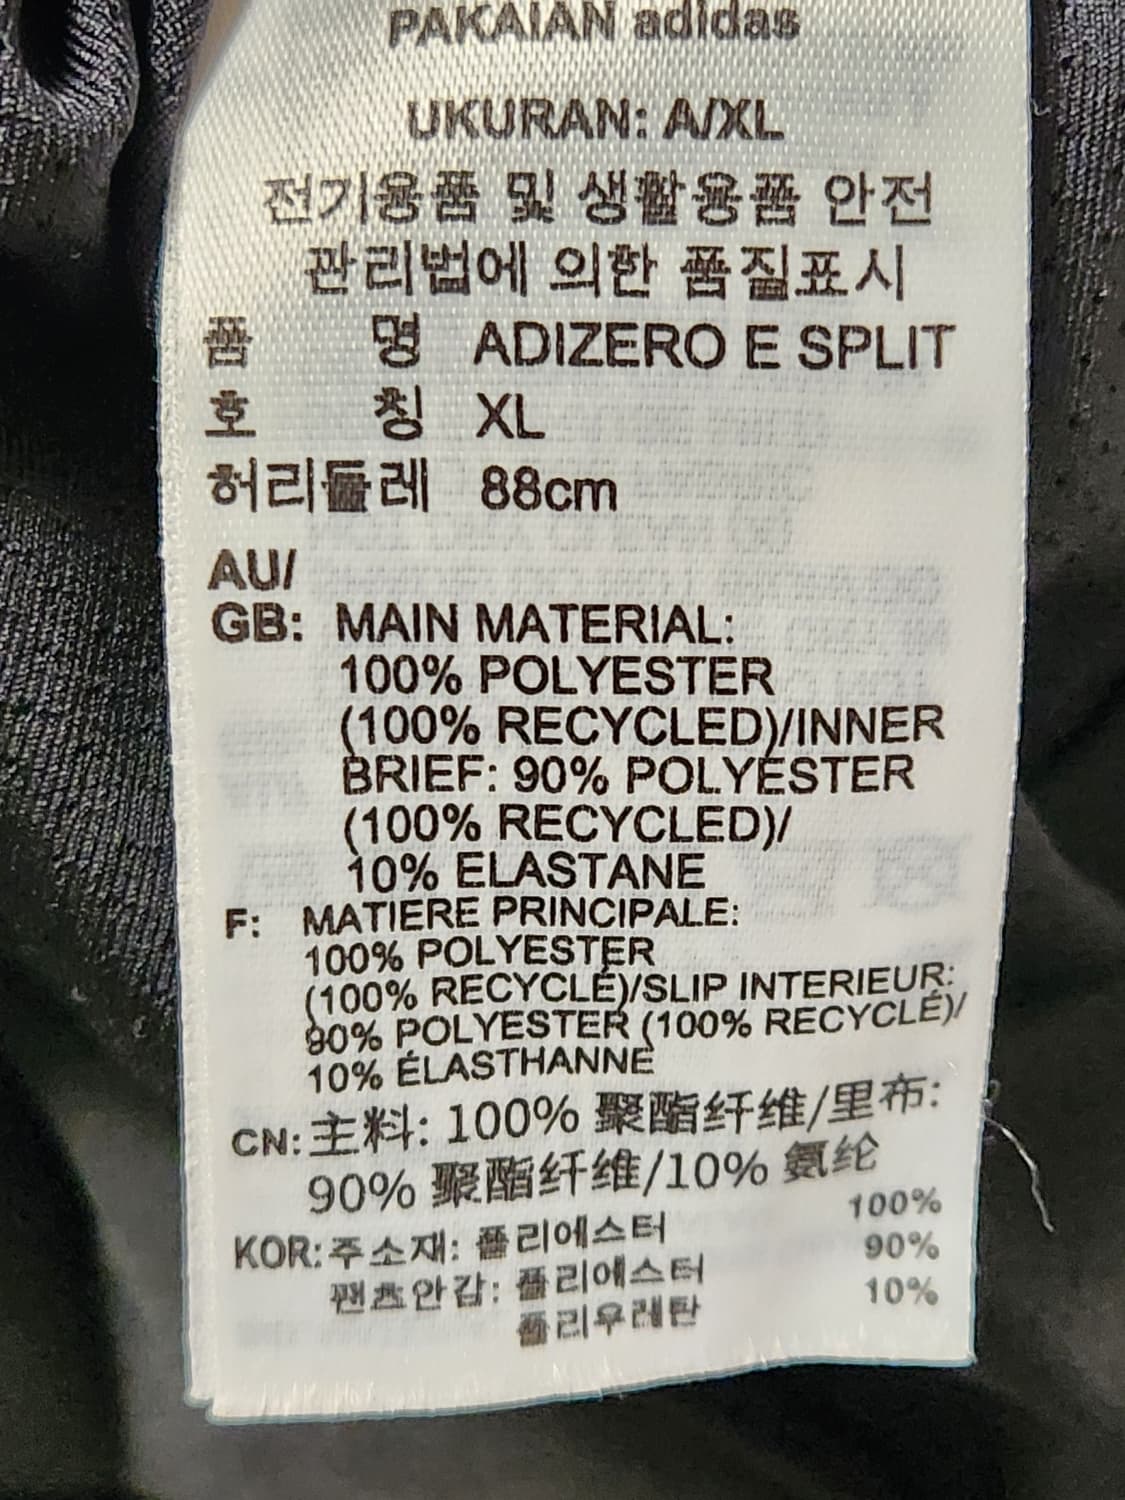 PAKAIAN adidas
UKURAN: A/XL
전기용품 및 생활용품 안전
관리법에 의한 품질표시
품 명 ADIZERO E SPLIT
호 칭 XL
허리둘레 88cm
AU/
GB: MAIN MATERIAL:
100% POLYESTER
(100% RECYCLED)/INNER
BRIEF: 90% POLYESTER
(100% RECYCLED)/
10% ELASTANE
F: MATIERE PRINCIPALE:
100% POLYESTER
(100% RECYCLÉ)/SLIP INTERIEUR:
90% POLYESTER (100% RECYCLÉ)/
10% ÉLASTHANNE
CN: 主料: 100% 聚酯纤维/里布:
90% 聚酯纤维/10% 氨纶
KOR: 주소재: 폴리에스터 100%
팬츠안감: 폴리에스터 90%
폴리우레탄 10%